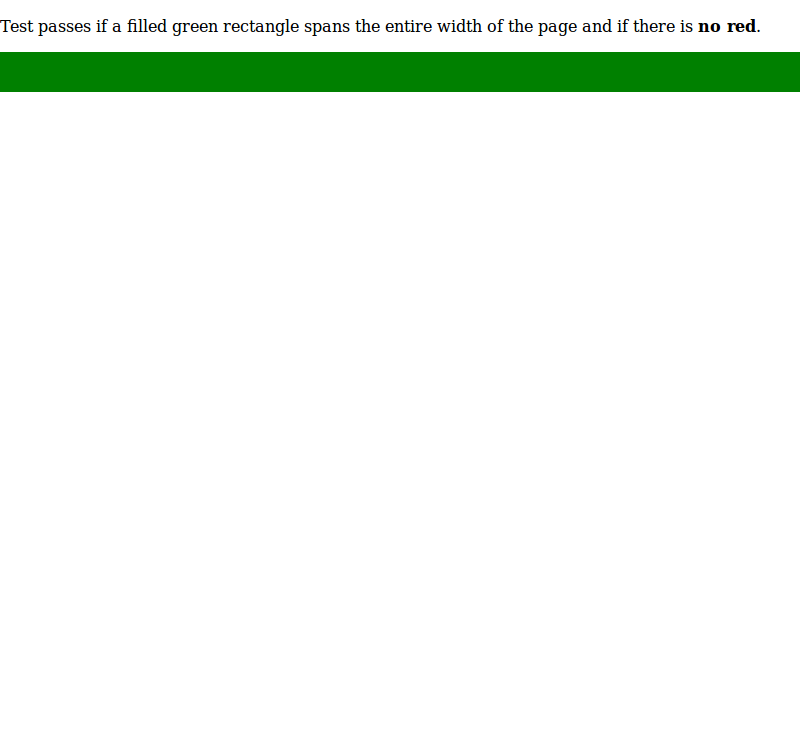 Test passes if a filled green rectangle spans the entire width of the page and if there is no red.